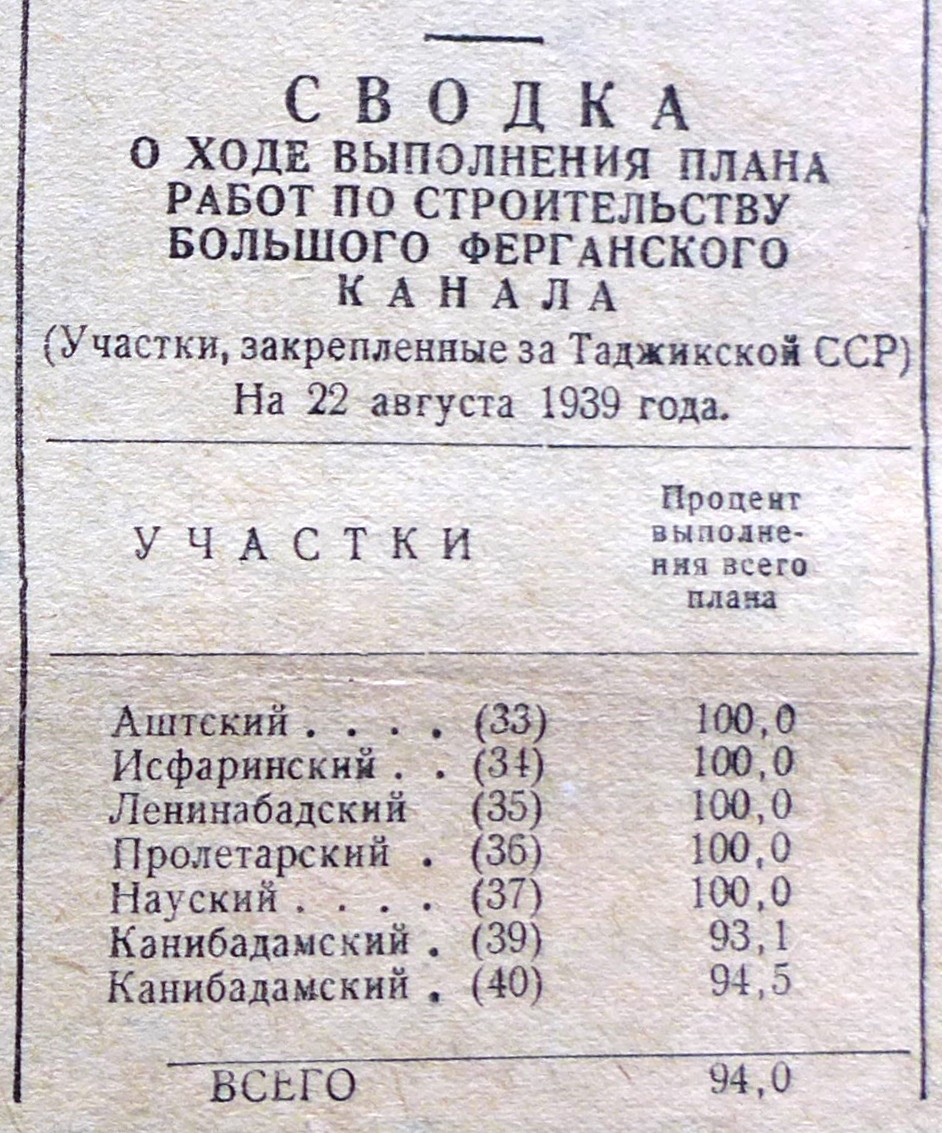 СВОДКА
О ХОДЕ ВЫПОЛНЕНИЯ ПЛАНА
РАБОТ ПО СТРОИТЕЛЬСТВУ
БОЛЬШОГО ФЕРГАНСКОГО
КАНАЛА
(Участки, закрепленные за Таджикской ССР)
На 22 августа 1939 года.
УЧАСТКИ
Процент
выполне-
ния всего
плана
Аштский . . . . (33) 100,0
Исфаринский . . (34) 100,0
Ленинабадский (35) 100,0
Пролетарский . (36) 100,0
Науский . . . . (37) 100,0
Канибадамский . (39) 93,1
Канибадамский . (40) 94,5
ВСЕГО 94,0